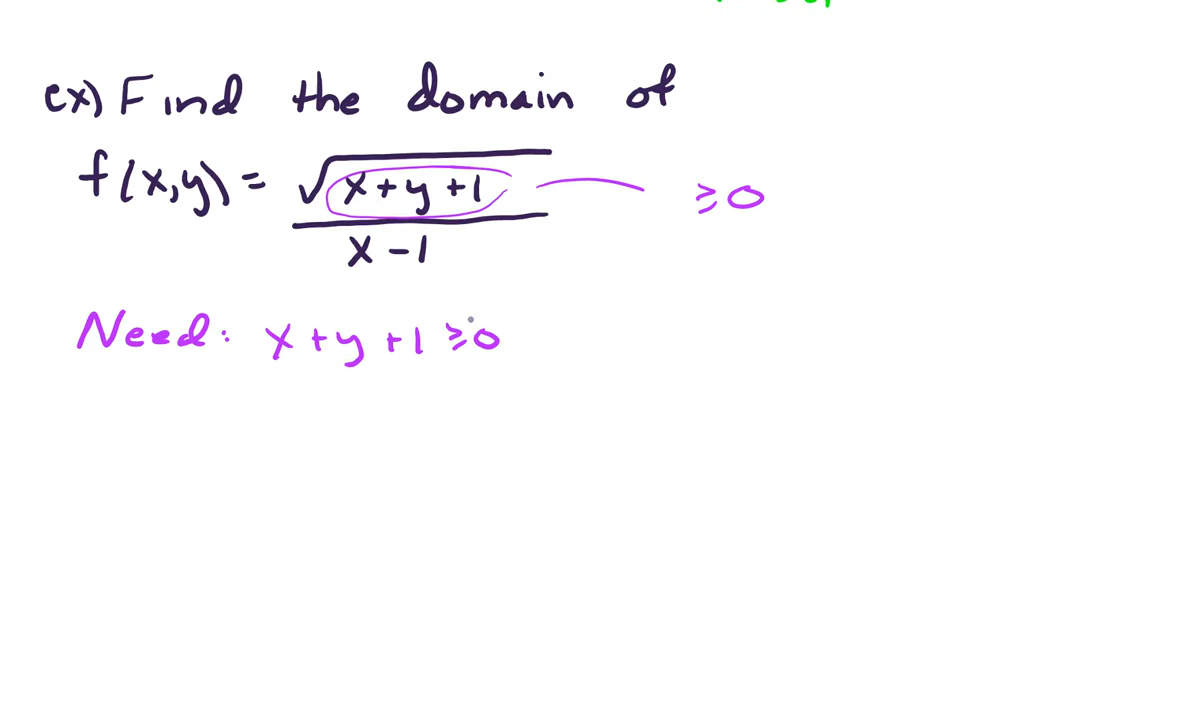 ex) Find the domain of
f(x,y) = √(x+y+1) ≥0
x-1
Need: x+y+1≥0